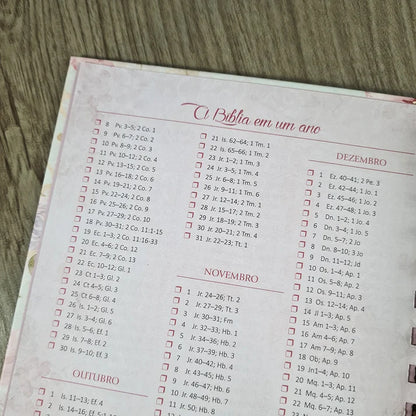 A Bíblia em um ano
8 Pv. 3–5; 2 Co. 1
9 Pv. 6–7; 2 Co. 2
10 Pv. 8–9; 2 Co. 3
11 Pv. 10–12; 2 Co. 4
13 Pv. 16–18; 2 Co. 6
14 Pv. 19–21; 2 Co. 7
15 Pv. 22–24; 2 Co. 8
16 Pv. 25–26; 2 Co. 9
18 Pv. 30–31; 2 Co. 11:1-15
19 Ec. 1–3; 2 Co. 11:16-33
20 Ec. 4–6; 2 Co. 12
21 Ec. 7–9; 2 Co. 13
22 Ec. 10–12; Gl. 1
23 Ct 1–3; Gl. 2
24 Ct 4–5; Gl. 3
25 Ct 6–8; Gl. 4
26 Is. 1–2; Gl. 5
27 Is. 3–4; Gl. 6
28 Is. 5–6; Ef. 1
29 Is. 7–8; Ef. 2
30 Is. 9–10; Ef. 3
OUTUBRO
1 Is. 11–13; Ef. 4
2 Is. 14–16; Ef. 5:1
21 Is. 62–64; 1 Tm. 1
22 Is. 65–66; 1 Tm. 2
23 Jr. 1–2; 1 Tm. 3
24 Jr. 3–5; 1 Tm. 4
25 Jr. 6–8; 1 Tm. 5
26 Jr. 9–11; 1 Tm. 6
27 Jr. 12–14; 2 Tm. 1
28 Jr. 15–17; 2 Tm. 2
29 Jr. 18–19; 2 Tm. 3
30 Jr. 20–21; 2 Tm. 4
31 Jr. 22–23; Tt. 1
NOVEMBRO
1 Jr. 24–26; Tt. 2
2 Jr. 27–29; Tt. 3
3 Jr. 30–31; Fm
4 Jr. 32–33; Hb. 1
5 Jr. 34–36; Hb. 2
6 Jr. 37–39; Hb. 3
7 Jr. 40–42; Hb. 4
8 Jr. 43–45; Hb. 5
9 Jr. 46–47; Hb. 6
10 Jr. 48–49; Hb. 7
DEZEMBRO
1 Ez. 40–41; 2 Pe. 3
2 Ez. 42–44; 1 Jo. 1
3 Ez. 45–46; 1 Jo. 2
4 Ez. 47–48; 1 Jo. 3
5 Dn. 1–2; 1 Jo. 4
6 Dn. 3–4; 1 Jo. 5
7 Dn. 5–7; 2 Jo
8 Dn. 8–10; 3 Jo
9 Dn. 11–12; Jd
10 Os. 1–4; Ap. 1
11 Os. 5–8; Ap. 2
12 Os. 9–11; Ap. 3
13 Os. 12–14; Ap. 4
14 Jl 1–3; Ap. 5
15 Am 1–3; Ap. 6
16 Am 4–6; Ap. 7
17 Am 7–9; Ap. 8
18 Ob; Ap. 9
19 Jn1–4; Ap. 10
20 Mq. 1–3; Ap. 11
21 Mq. 4–5; Ap. 12